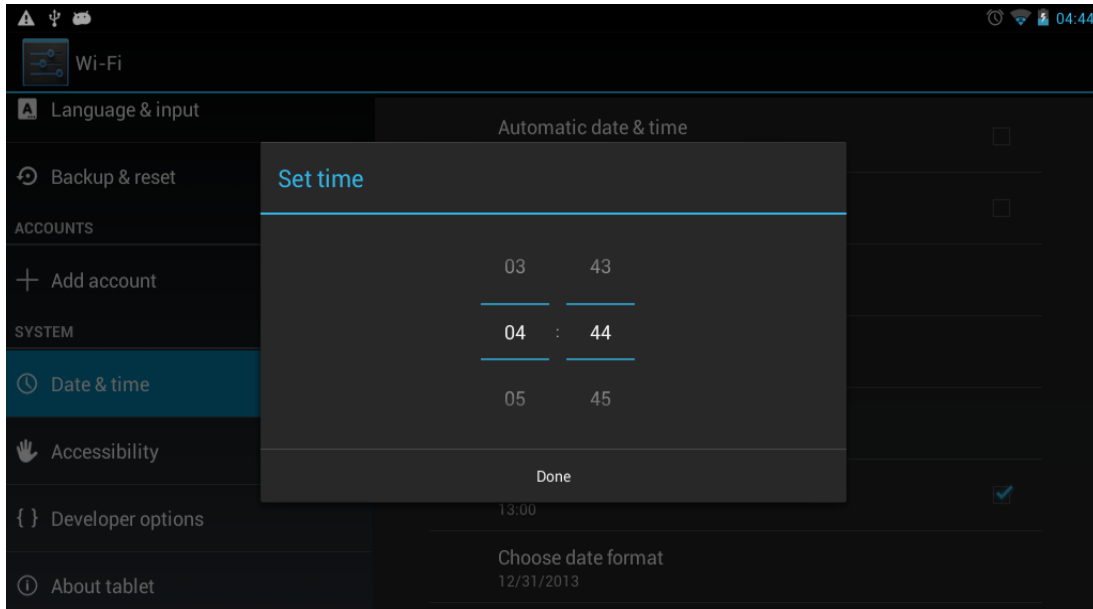 04:44
Wi-Fi
Language & input
Backup & reset
ACCOUNTS
Add account
SYSTEM
Date & time
Accessibility
{ } Developer options
About tablet
Automatic date & time
Set time
03 43
04 : 44
05 45
Done
13:00
Choose date format
12/31/2013